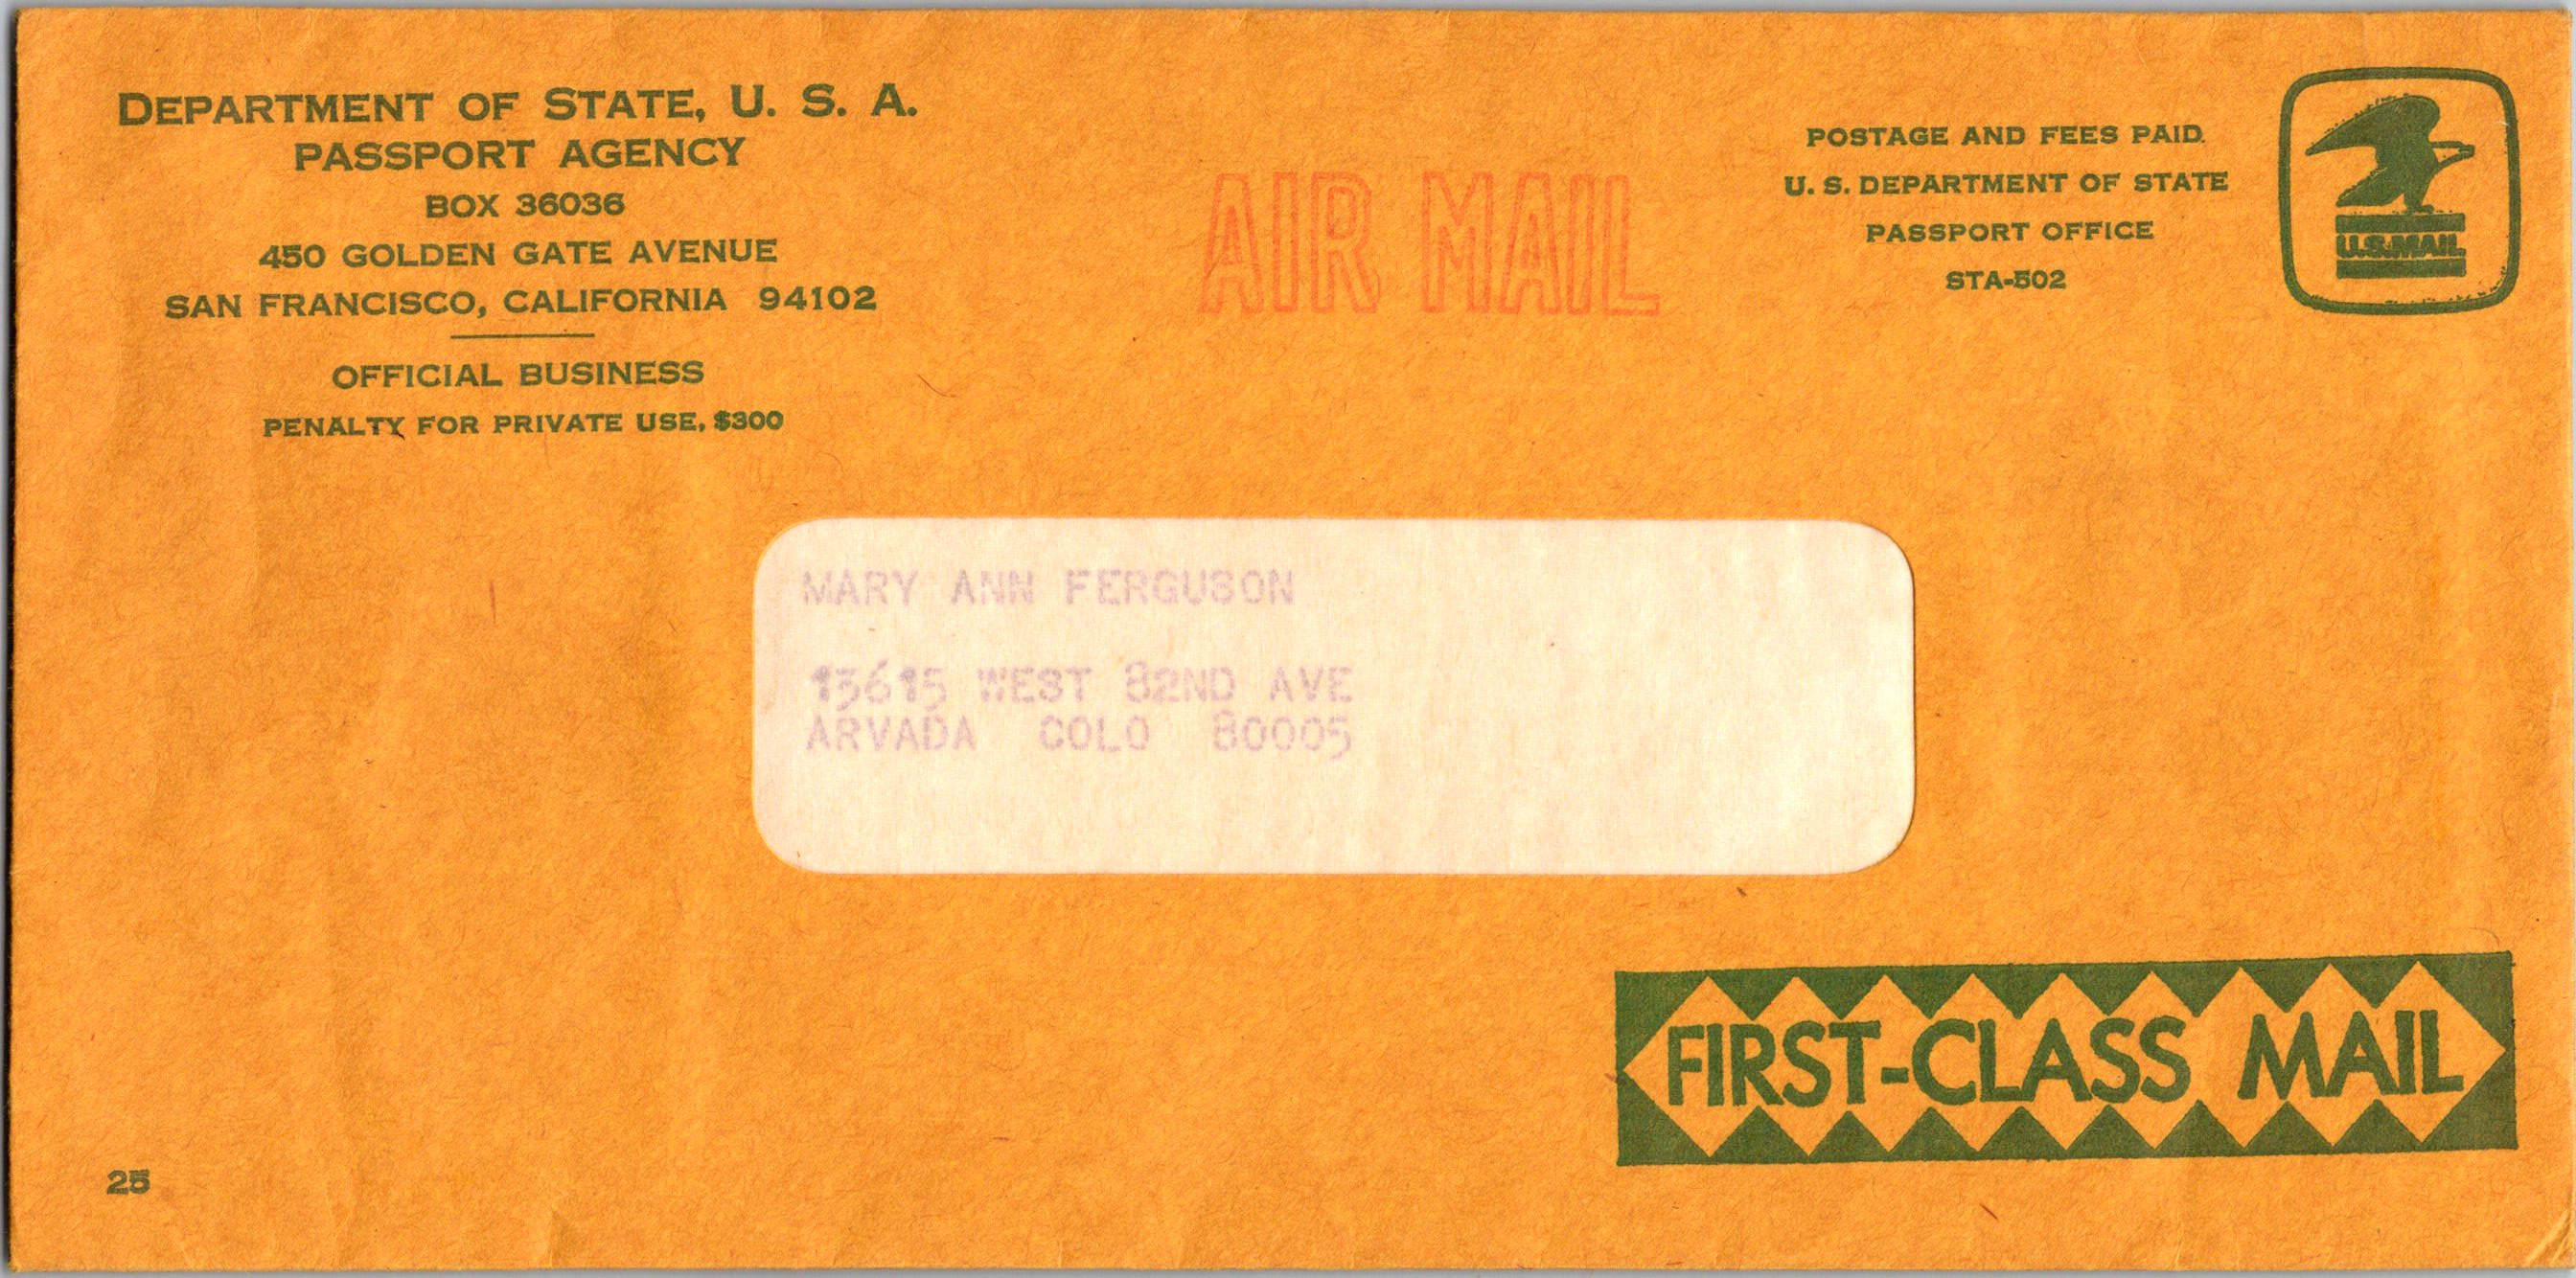 DEPARTMENT OF STATE, U. S. A.
PASSPORT AGENCY
BOX 36036
450 GOLDEN GATE AVENUE
SAN FRANCISCO, CALIFORNIA 94102
OFFICIAL BUSINESS
PENALTY FOR PRIVATE USE, $300
AIR MAIL
POSTAGE AND FEES PAID
U. S. DEPARTMENT OF STATE
PASSPORT OFFICE
STA-502
U.S.MAIL
MARY ANN FERGUSON
13615 WEST 82ND AVE
ARVADA COLO 80005
FIRST-CLASS MAIL
25